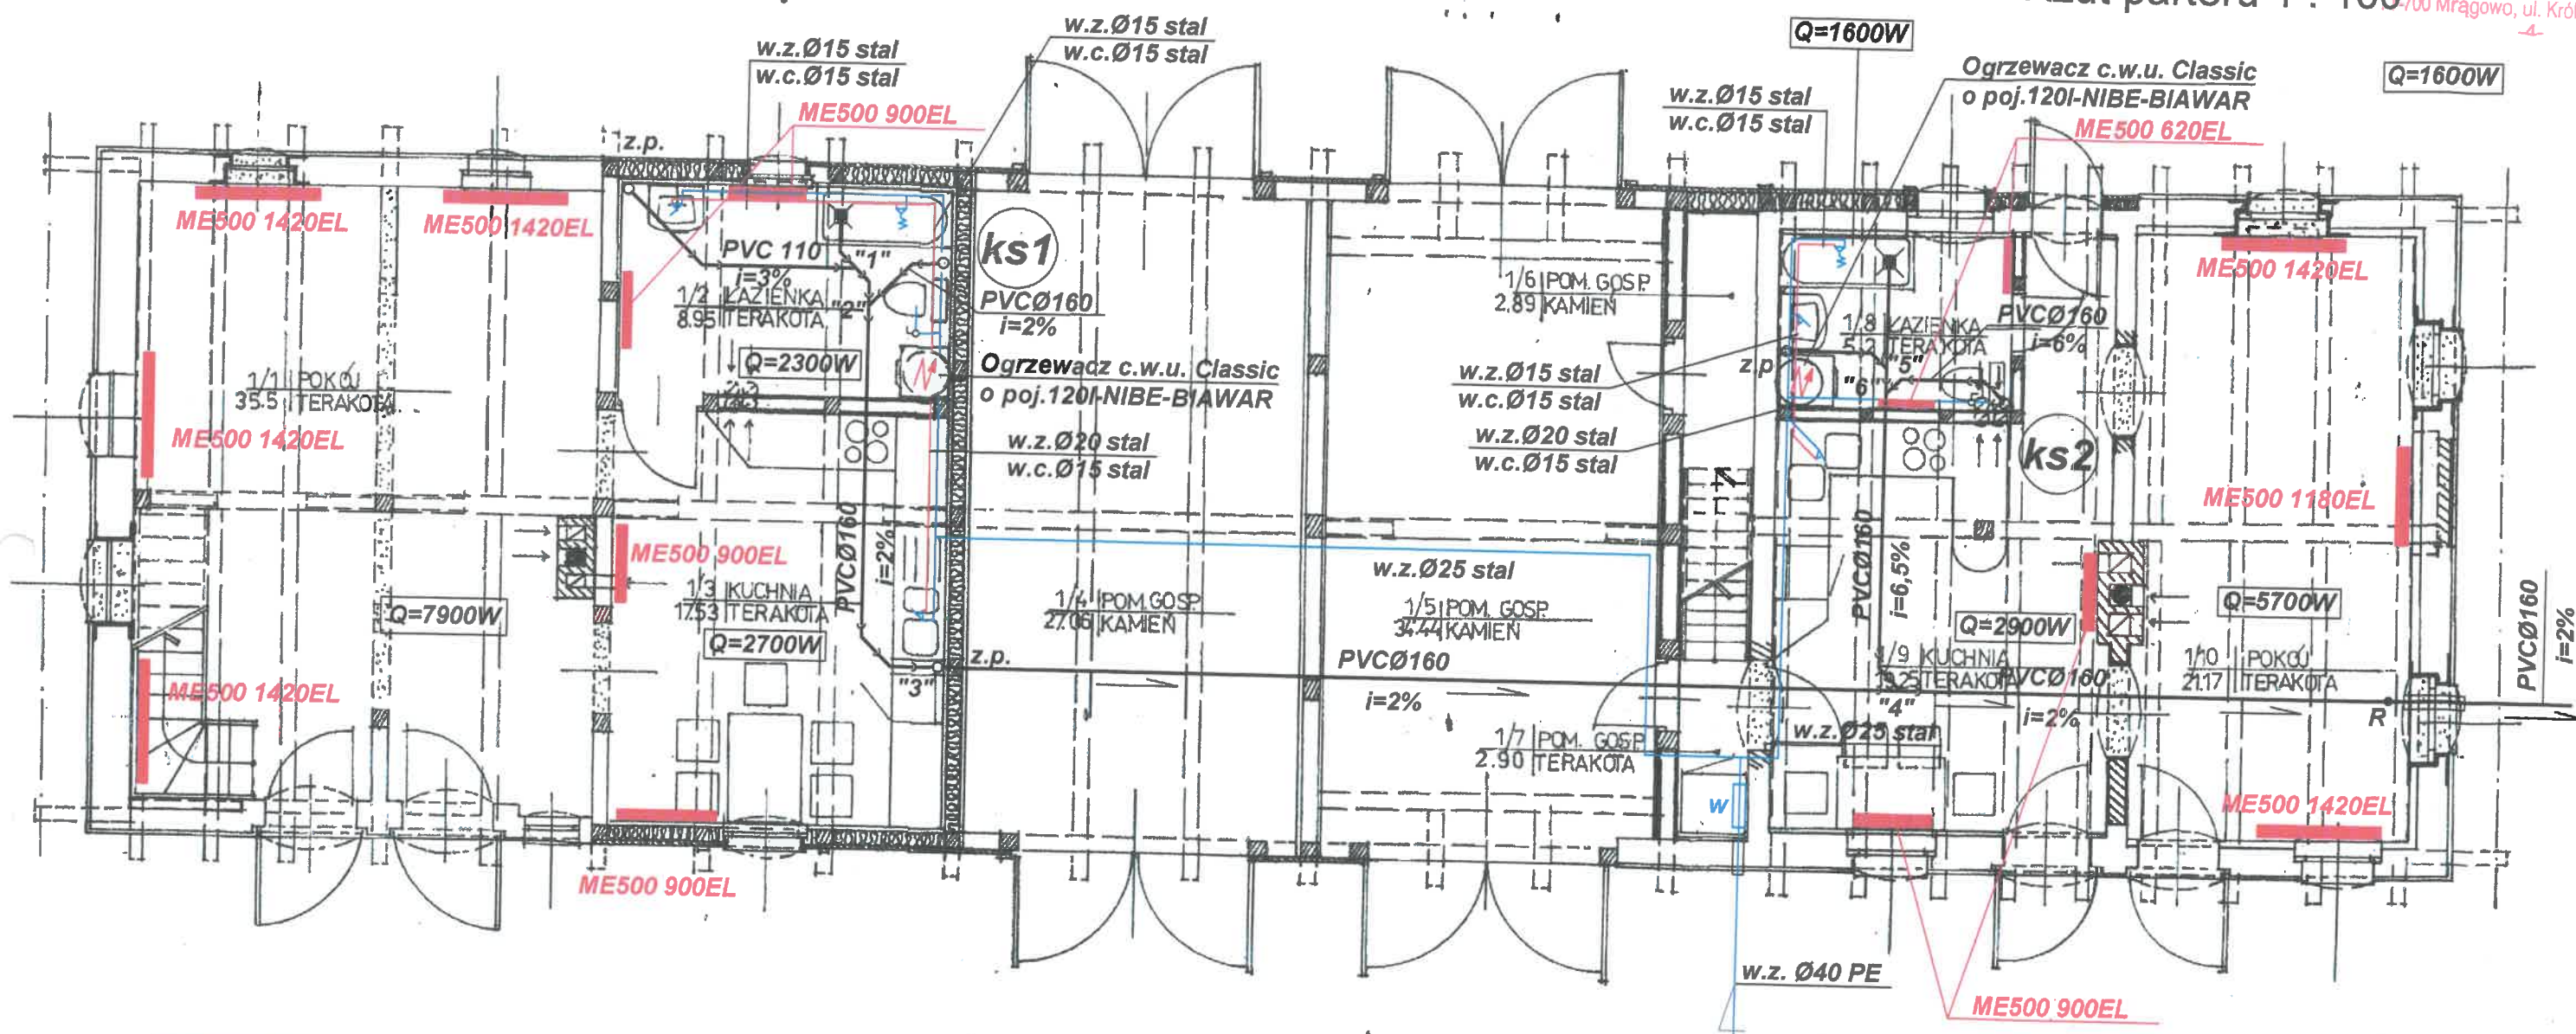 parteru 1 : 100
-700 Mrągowo, ul. Kró
-4-
w.z.Ø15 stal
w.c.Ø15 stal
w.z.Ø15 stal
w.c.Ø15 stal
Q=1600W
Ogrzewacz c.w.u. Classic
o poj.120l-NIBE-BIAWAR
Q=1600W
w.z.Ø15 stal
w.c.Ø15 stal
ME500 900EL
ME500 620EL
z.p.
ME500 1420EL
ME500 1420EL
PVC 110
i=3%
"1"
"2"
1/2 ŁAZIENKA
8.95 TERAKOTA
ks1
PVCØ160
i=2%
1/6 POM. GOSP.
2.89 KAMIEŃ
1/8 ŁAZIENKA
5.2 TERAKOTA
PVCØ160
i=6%
ME500 1420EL
Q=2300W
Ogrzewacz c.w.u. Classic
o poj.120l-NIBE-BIAWAR
w.z.Ø15 stal
w.c.Ø15 stal
z.p
"5"
"6"
1/1 POKÓJ
35.5 TERAKOTA
ME500 1420EL
w.z.Ø20 stal
w.c.Ø15 stal
w.z.Ø20 stal
w.c.Ø15 stal
ks2
ME500 1180EL
PVCØ160
i=2%
PVCØ160
i=6,5%
ME500 900EL
w.z.Ø25 stal
1/3 KUCHNIA
17.53 TERAKOTA
1/4 POM.GOSP.
27.06 KAMIEŃ
1/5 POM. GOSP.
34.44 KAMIEŃ
Q=7900W
Q=2700W
Q=2900W
Q=5700W
PVCØ160
i=2%
z.p.
"3"
PVCØ160
i=2%
/9 KUCHNIA
TERAKOTA
PVCØ160
"4"
i=2%
1/10 POKÓJ
21.17 TERAKOTA
R
ME500 1420EL
1/7 POM. GOSP.
2.90 TERAKOTA
w.z.Ø25 stal
W
ME500 1420EL
ME500 900EL
w.z. Ø40 PE
ME500 900EL